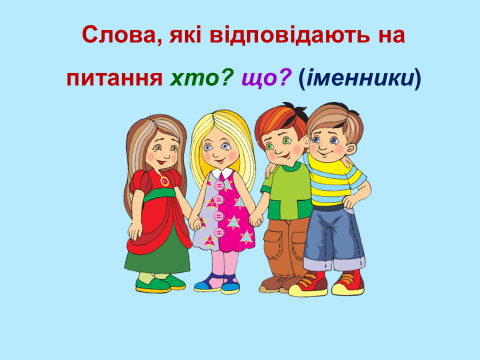 Слова, які відповідають на
питання хто? що? (іменники)